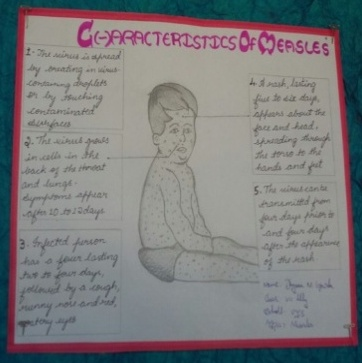 CHARACTERISTICS OF MEASLES
1- The virus is spread
by breathing in virus
containing droplets
or by touching
contaminated
surfaces
2. The virus grows
in cells in the
back of the throat
and lungs.
Symptoms appear
after 10 to 12 days
3. Infected person
has a fever lasting
two to four days,
followed by a cough,
runny nose and red,
watery eyes
4. A rash, lasting
five to six days,
appears about the
face and head,
spreading through
the torso to the
hands and feet
5. The virus can be
transmitted from
four days prior to
and four days
after the appearance
of the rash